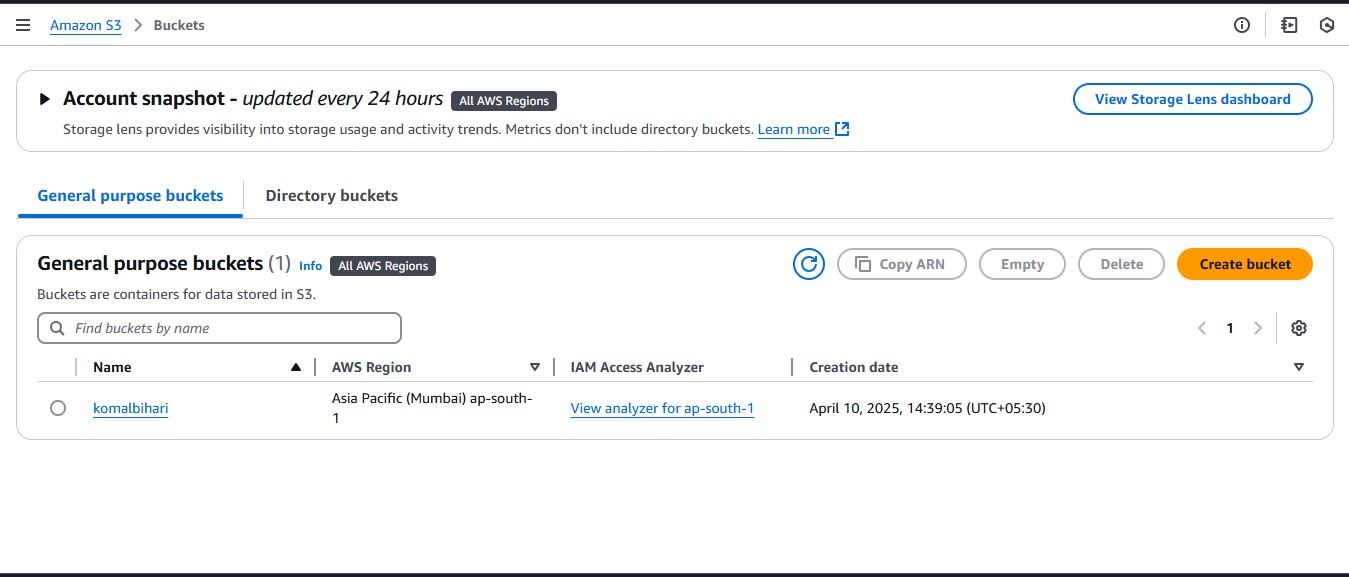 Amazon S3 > Buckets
Account snapshot - updated every 24 hours All AWS Regions
View Storage Lens dashboard
Storage lens provides visibility into storage usage and activity trends. Metrics don't include directory buckets. Learn more
General purpose buckets Directory buckets
General purpose buckets (1) Info All AWS Regions
Copy ARN Empty Delete Create bucket
Buckets are containers for data stored in S3.
Find buckets by name
1
Name AWS Region IAM Access Analyzer Creation date
komalbihari Asia Pacific (Mumbai) ap-south-
1 View analyzer for ap-south-1 April 10, 2025, 14:39:05 (UTC+05:30)